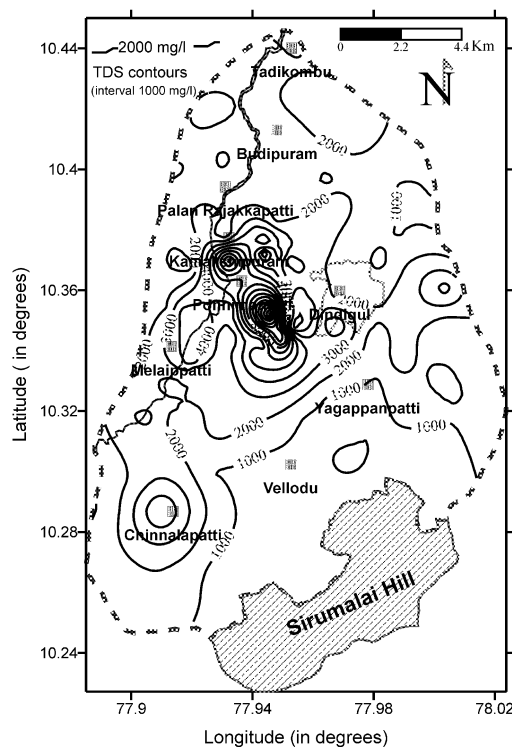 10.44
2000 mg/l
TDS contours
(interval 1000 mg/l)
0 2.2 4.4 Km
N
Tadikombu
2000
Budipuram
10.4
2000
Palan Rajakkapatti
10.36
Dindigul
4000
3000
2000
Melaippatti
1000
Yagappanpatti
10.32
2000
2000
1000
1000
Vellodu
10.28
Chinnalapatti
1000
Sirumalai Hill
10.24
77.9 77.94 77.98 78.02
Longitude (in degrees)
Latitude ( in degrees)